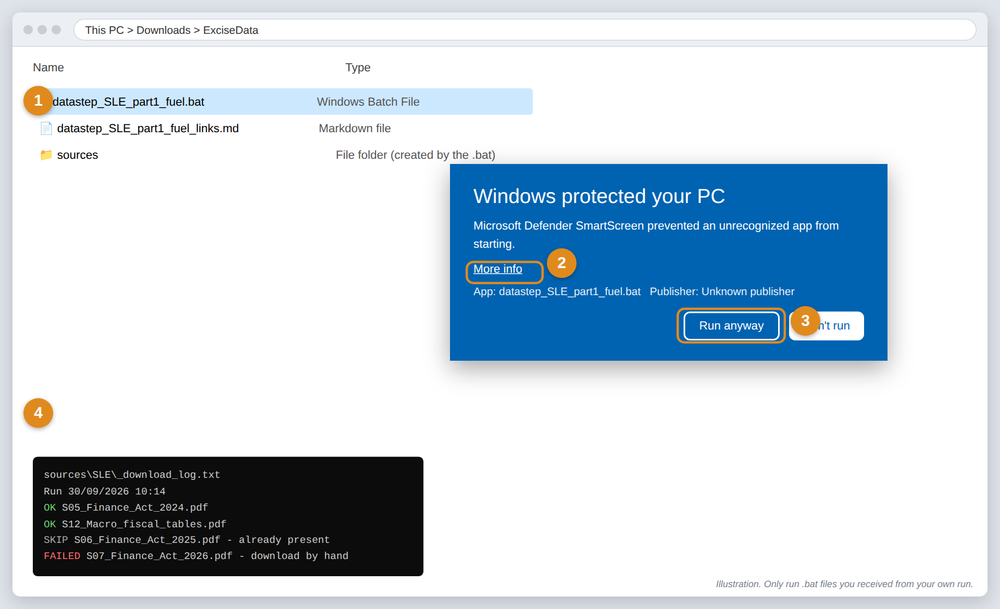 This PC > Downloads > ExciseData
Name Type
1 datastep_SLE_part1_fuel.bat Windows Batch File
datastep_SLE_part1_fuel_links.md Markdown file
sources File folder (created by the .bat)
Windows protected your PC
Microsoft Defender SmartScreen prevented an unrecognized app from
starting.
More info 2
App: datastep_SLE_part1_fuel.bat Publisher: Unknown publisher
Run anyway 3 n't run
4
sources\SLE\_download_log.txt
Run 30/09/2026 10:14
OK S05_Finance_Act_2024.pdf
OK S12_Macro_fiscal_tables.pdf
SKIP S06_Finance_Act_2025.pdf - already present
FAILED S07_Finance_Act_2026.pdf - download by hand
Illustration. Only run .bat files you received from your own run.